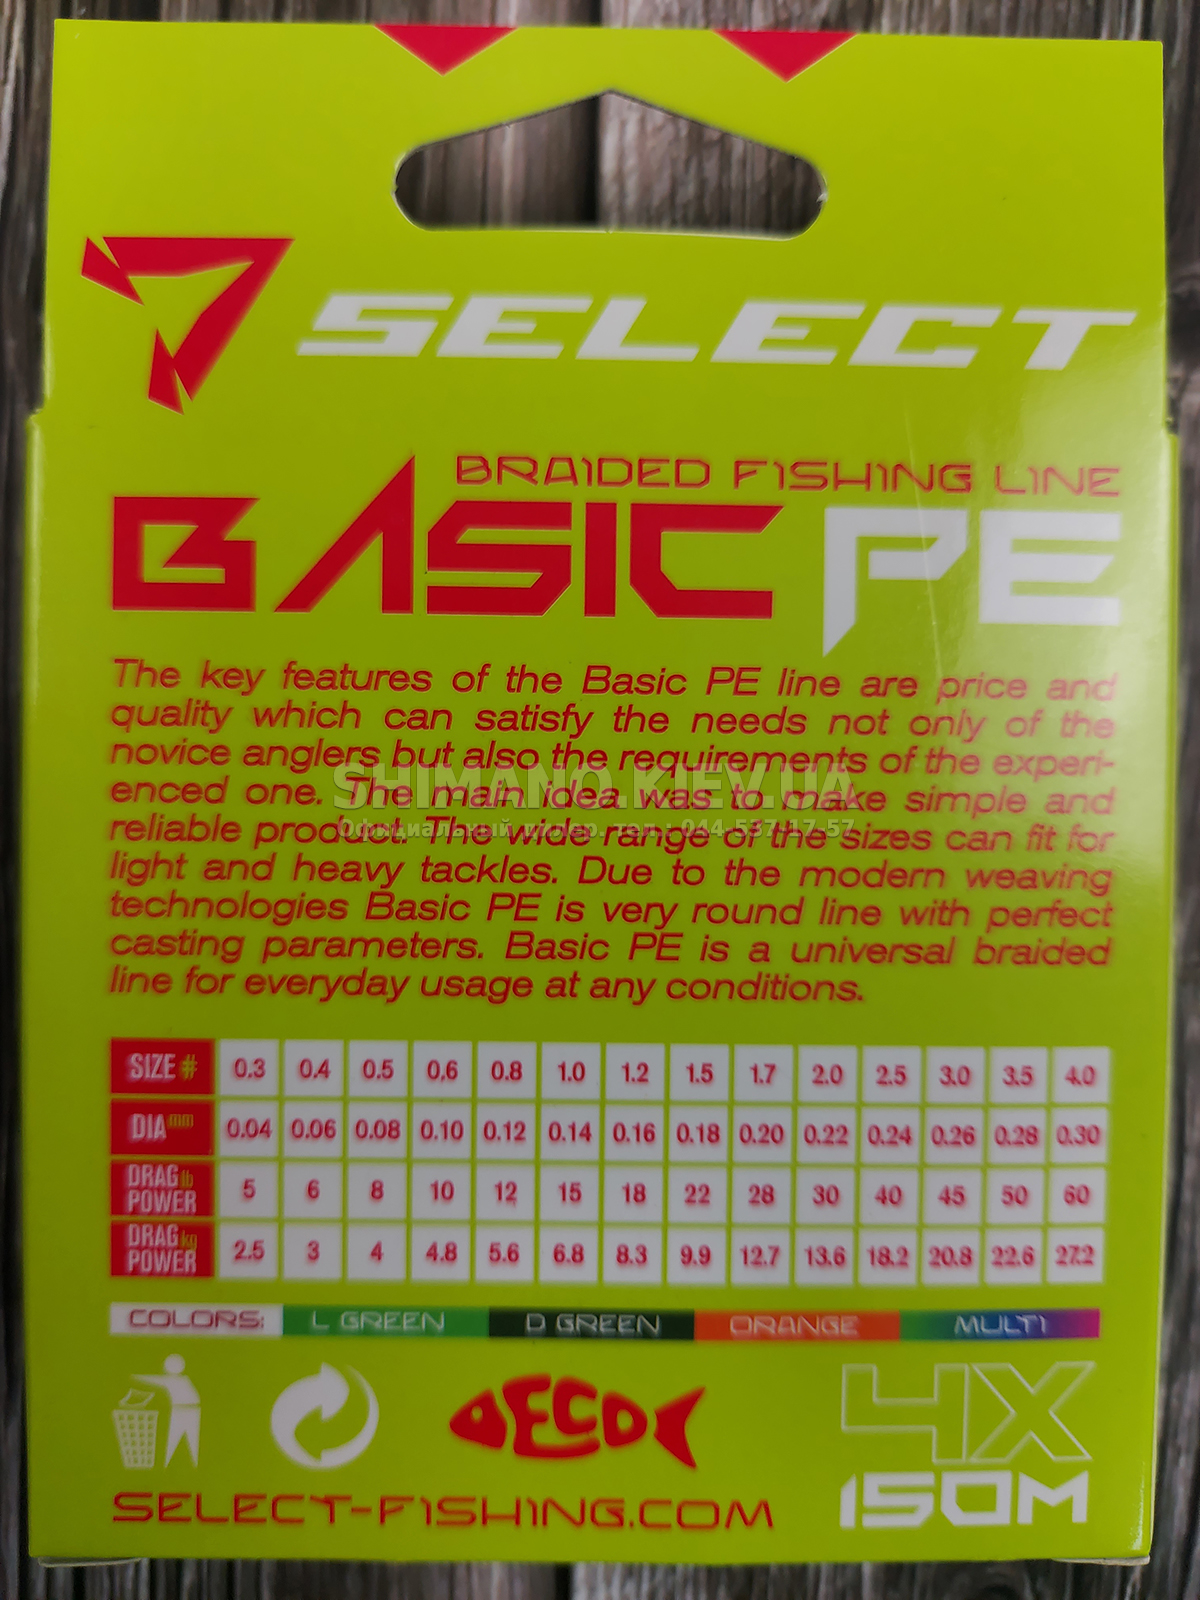 SELECT
BRAIDED FISHING LINE
BASIC PE
The key features of the Basic PE line are price and
quality which can satisfy the needs not only of the
novice anglers but also the requirements of the experi-
enced one. The main idea was to make simple and
reliable product. The wide range of the sizes can fit for
light and heavy tackles. Due to the modern weaving
technologies Basic PE is very round line with perfect
casting parameters. Basic PE is a universal braided
line for everyday usage at any conditions.
SHIMANO.KIEV.UA
Официальный дилер. тел.: 044-537-17-57
SIZE # 0.3 0.4 0.5 0.6 0.8 1.0 1.2 1.5 1.7 2.0 2.5 3.0 3.5 4.0
DIA mm 0.04 0.06 0.08 0.10 0.12 0.14 0.16 0.18 0.20 0.22 0.24 0.26 0.28 0.30
DRAG lb POWER 5 6 8 10 12 15 18 22 28 30 40 45 50 60
DRAG kg POWER 2.5 3 4 4.8 5.6 6.8 8.3 9.9 12.7 13.6 18.2 20.8 22.6 27.2
COLORS: L GREEN D GREEN ORANGE MULTI
ECO
4X
150M
SELECT-FISHING.COM